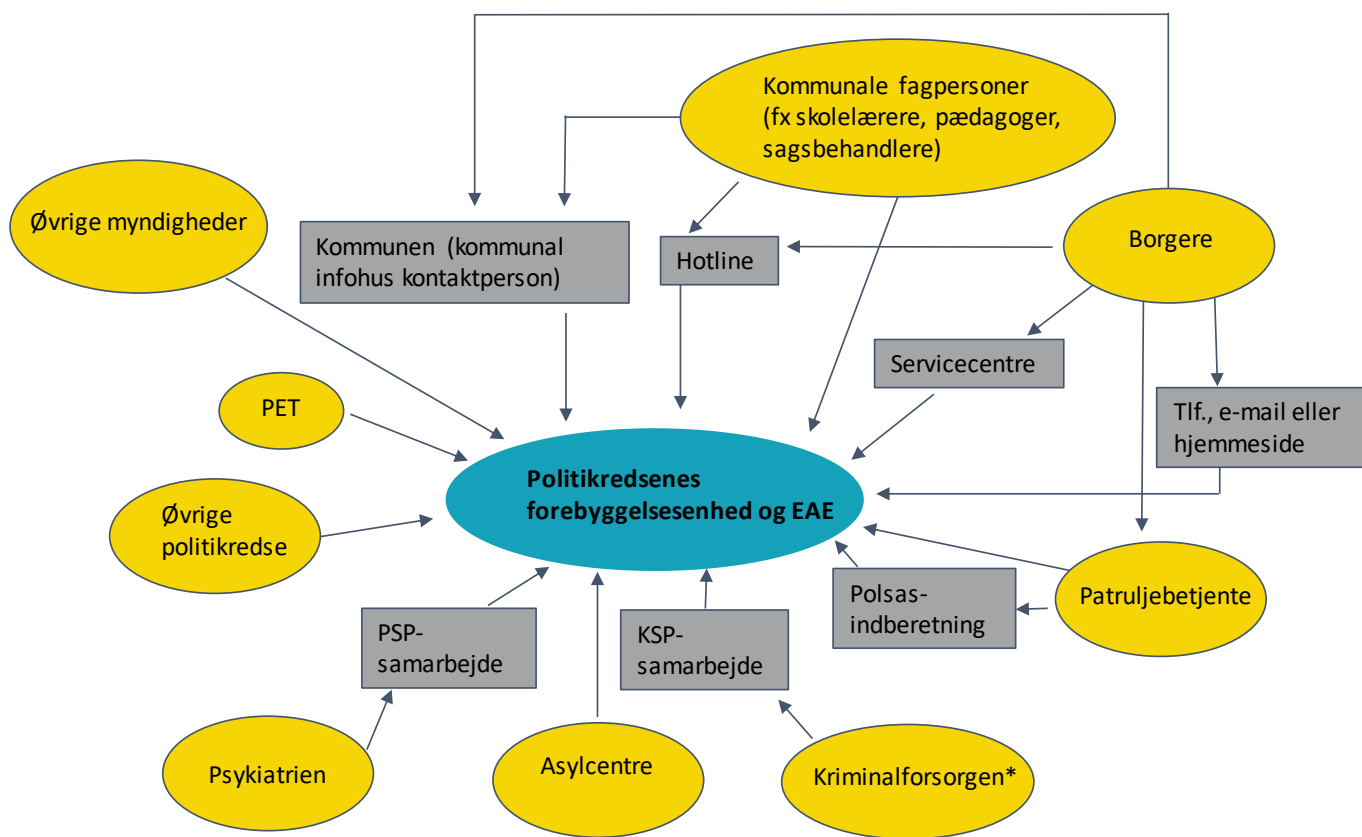 Kommunale fagpersoner
(fx skolelærere, pædagoger,
sagsbehandlere)
Øvrige myndigheder
Kommunen (kommunal
infohus kontaktperson)
Hotline
Borgere
Servicecentre
PET
Tlf., e-mail eller
hjemmeside
Politikredsenes
forebyggelsesenhed og EAE
Øvrige
politikredse
Polsas-
indberetning
Patruljebetjente
PSP-
samarbejde
KSP-
samarbejde
Psykiatrien
Asylcentre
Kriminalforsorgen*